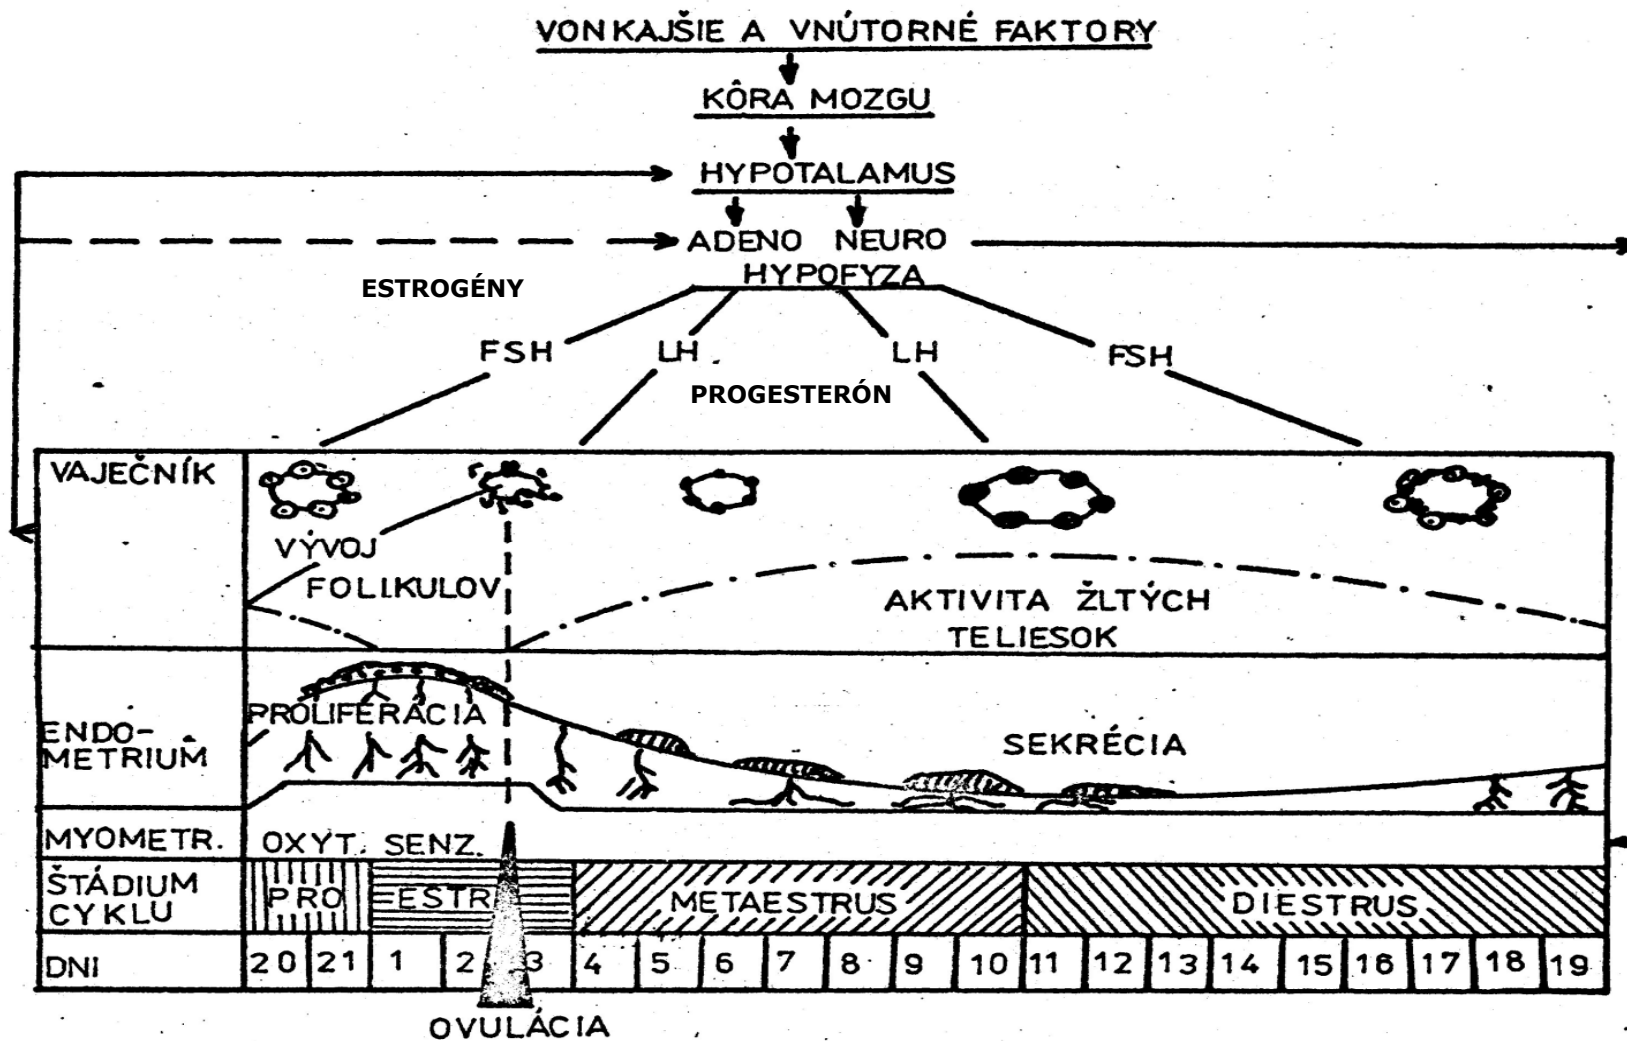 VONKAJŠIE A VNÚTORNÉ FAKTORY
KÔRA MOZGU
HYPOTALAMUS
ADENO NEURO
HYPOFYZA
ESTROGÉNY
FSH LH LH FSH
PROGESTERÓN
VAJEČNÍK
VÝVOJ
FOLIKULOV
AKTIVITA ŽLTÝCH
TELIESOK
PROLIFERÁCIA
ENDO-
METRIUM
SEKRÉCIA
MYOMETR. OXYT. SENZ.
ŠTÁDIUM
CYKLU
PRO ESTR METAESTRUS DIESTRUS
DNI 20 21 1 2 3 4 5 6 7 8 9 10 11 12 13 14 15 16 17 18 19
OVULÁCIA